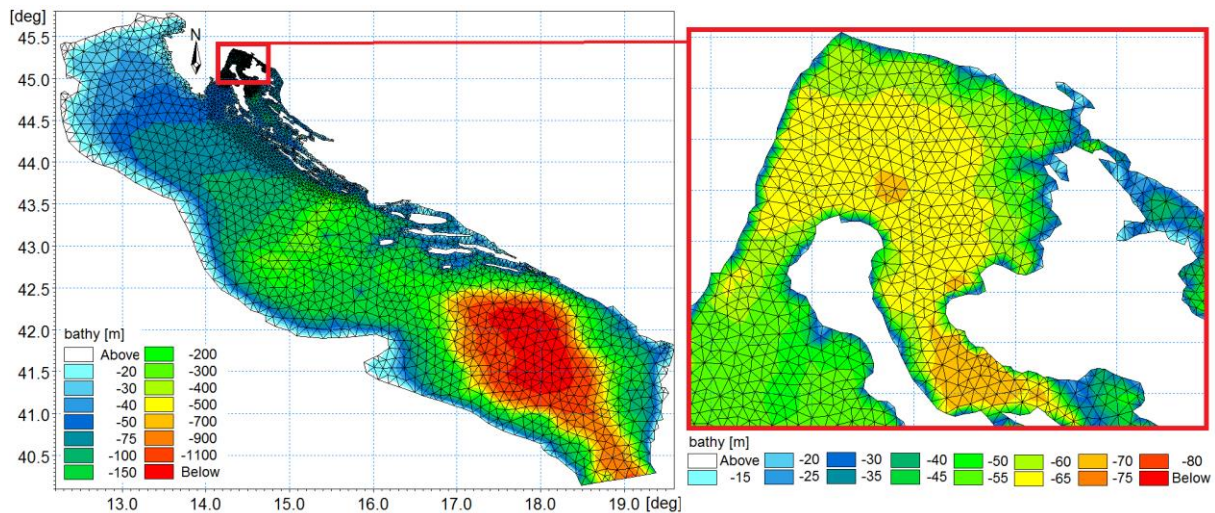 [deg]
45.5
45.0
44.5
44.0
43.5
43.0
42.5
42.0
41.5
41.0
40.5
N
bathy [m]
Above -200
-20 -300
-30 -400
-40 -500
-50 -700
-75 -900
-100 -1100
-150 Below
13.0 14.0 15.0 16.0 17.0 18.0 19.0 [deg]
bathy [m]
Above -20 -30 -40 -50 -60 -70 -80
-15 -25 -35 -45 -55 -65 -75 Below